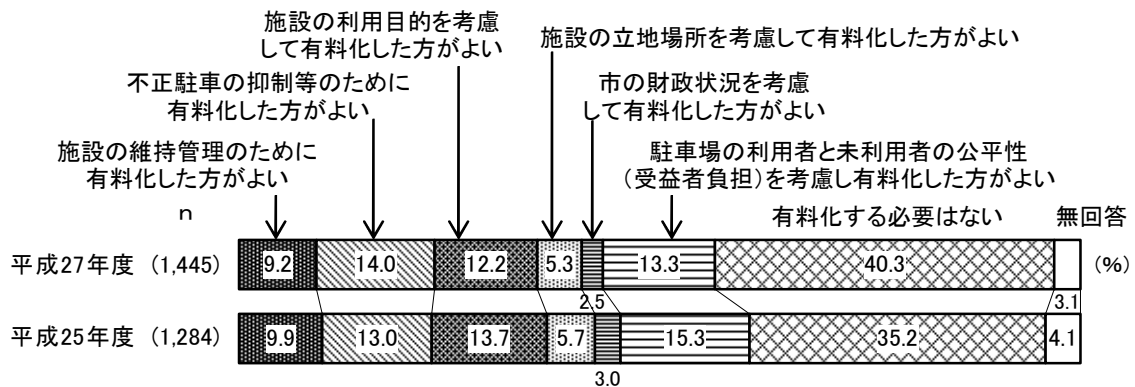 施設の利用目的を考慮
して有料化した方がよい
施設の立地場所を考慮して有料化した方がよい
不正駐車の抑制等のために
有料化した方がよい
市の財政状況を考慮
して有料化した方がよい
施設の維持管理のために
有料化した方がよい
駐車場の利用者と未利用者の公平性
（受益者負担）を考慮し有料化した方がよい
n
有料化する必要はない
無回答
平成27年度 (1,445)
9.2
14.0
12.2
5.3
2.5
13.3
40.3
3.1
(%)
平成25年度 (1,284)
9.9
13.0
13.7
5.7
3.0
15.3
35.2
4.1